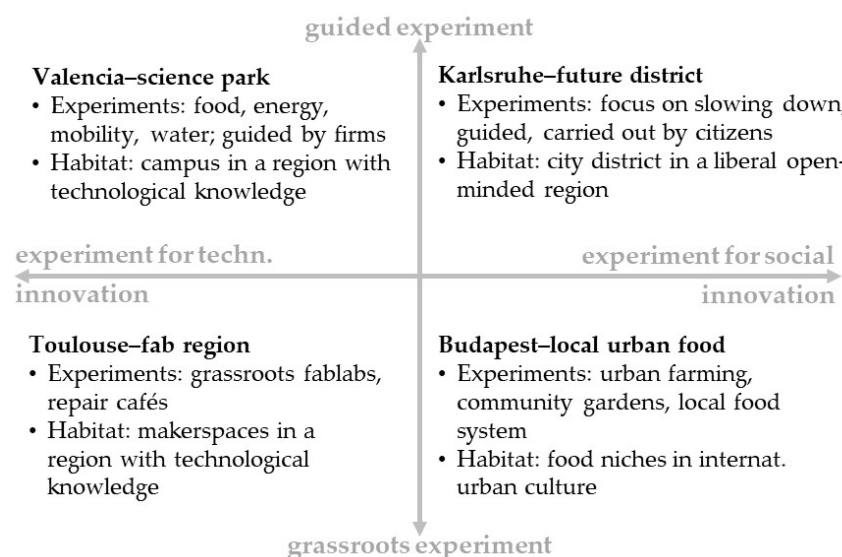 guided experiment
Valencia–science park
• Experiments: food, energy,
mobility, water; guided by firms
• Habitat: campus in a region with
technological knowledge
Karlsruhe–future district
• Experiments: focus on slowing down,
guided, carried out by citizens
• Habitat: city district in a liberal open-
minded region
experiment for techn.
innovation
experiment for social
innovation
Toulouse–fab region
• Experiments: grassroots fablabs,
repair cafés
• Habitat: makerspaces in a
region with technological
knowledge
Budapest–local urban food
• Experiments: urban farming,
community gardens, local food
system
• Habitat: food niches in internat.
urban culture
grassroots experiment